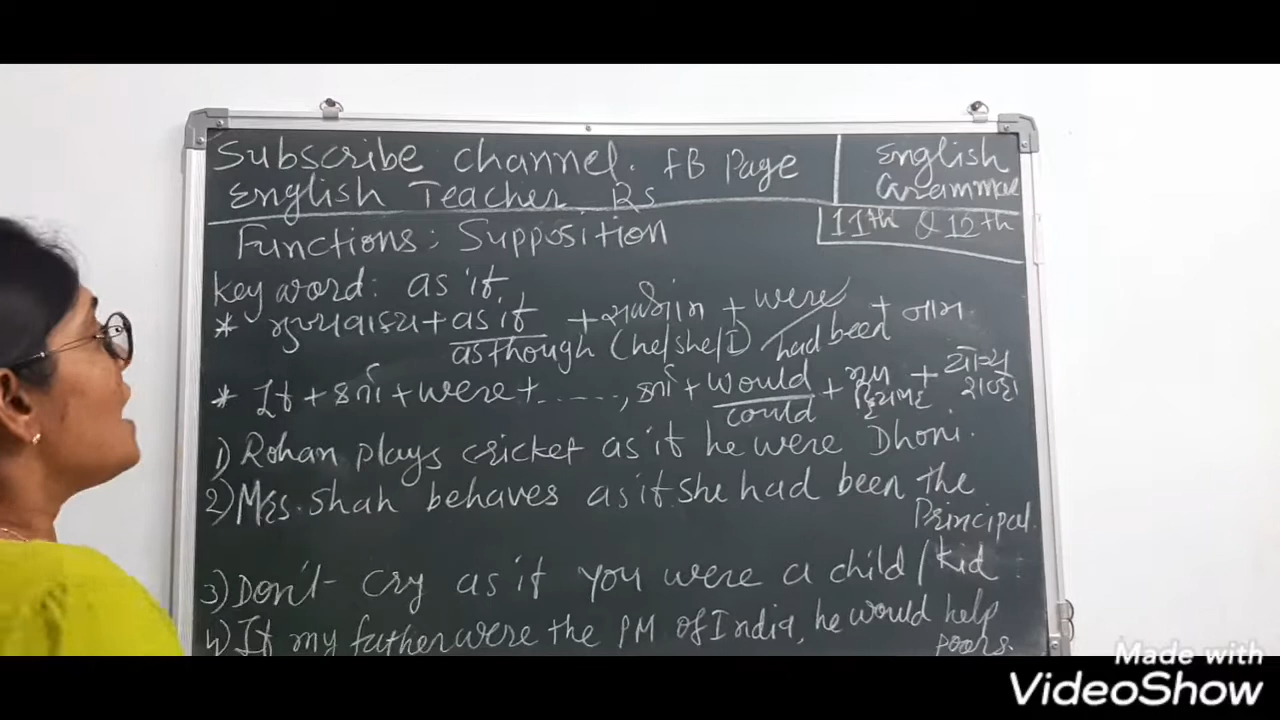 Subscribe channel. FB Page
English Teacher Rs
English
Grammar
11th & 12th
Functions: Supposition
Key word: as if
* મુખ્યવાક્ય + as if + સર્વનામ + were + નામ
as though (he/she/I) had been
* If + કર્તા + were + ......, કર્તા + would + મૂળ ક્રિયાપદ + યોગ્ય શબ્દો
could
1) Rohan plays cricket as if he were Dhoni.
2) Mrs. Shah behaves as if she had been the
Principal.
3) Don't cry as if you were a child/kid
4) If my father were the PM of India, he would help
poors.
Made with
VideoShow